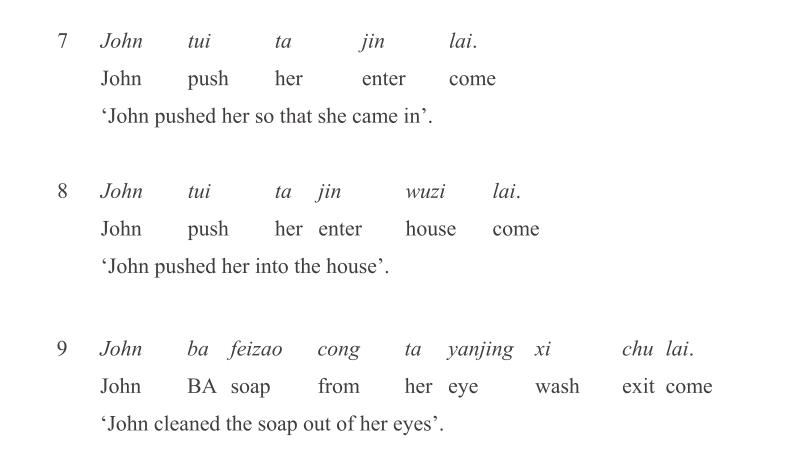 7 John tui ta jin lai.
John push her enter come
‘John pushed her so that she came in’.
8 John tui ta jin wuzi lai.
John push her enter house come
‘John pushed her into the house’.
9 John ba feizao cong ta yanjing xi chu lai.
John BA soap from her eye wash exit come
‘John cleaned the soap out of her eyes’.